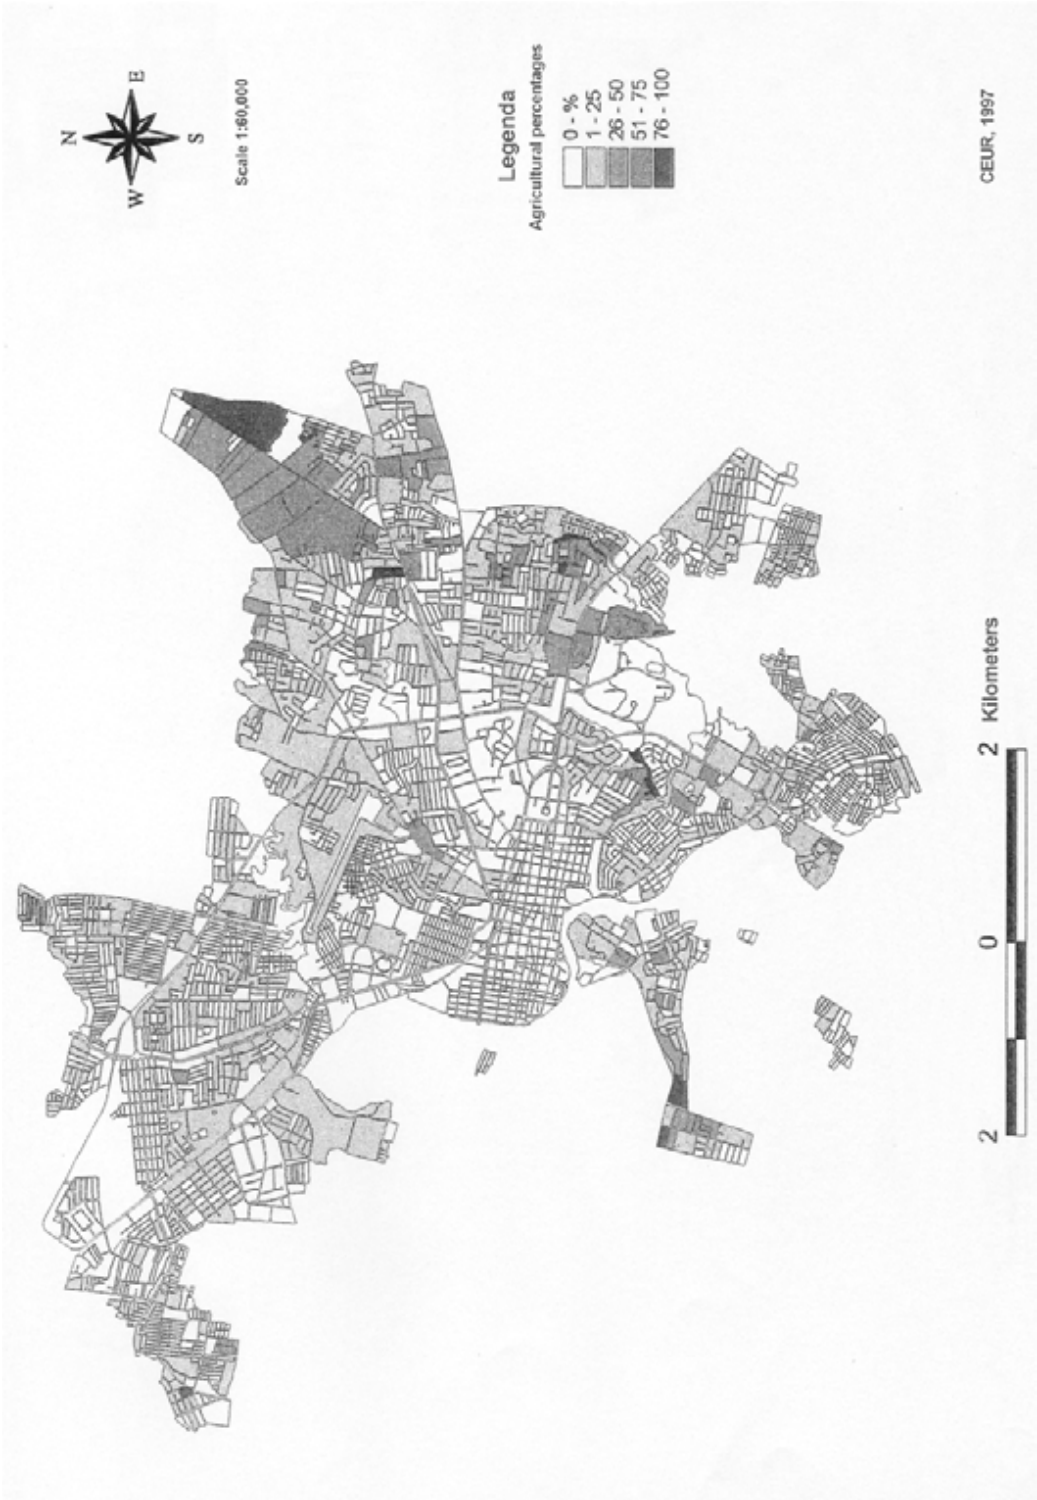 N
E
W
S
Scale 1:60,000
Legenda
Agricultural percentages
0 - %
1 - 25
26 - 50
51 - 75
76 - 100
CEUR, 1997
2 0 2 Kilometers